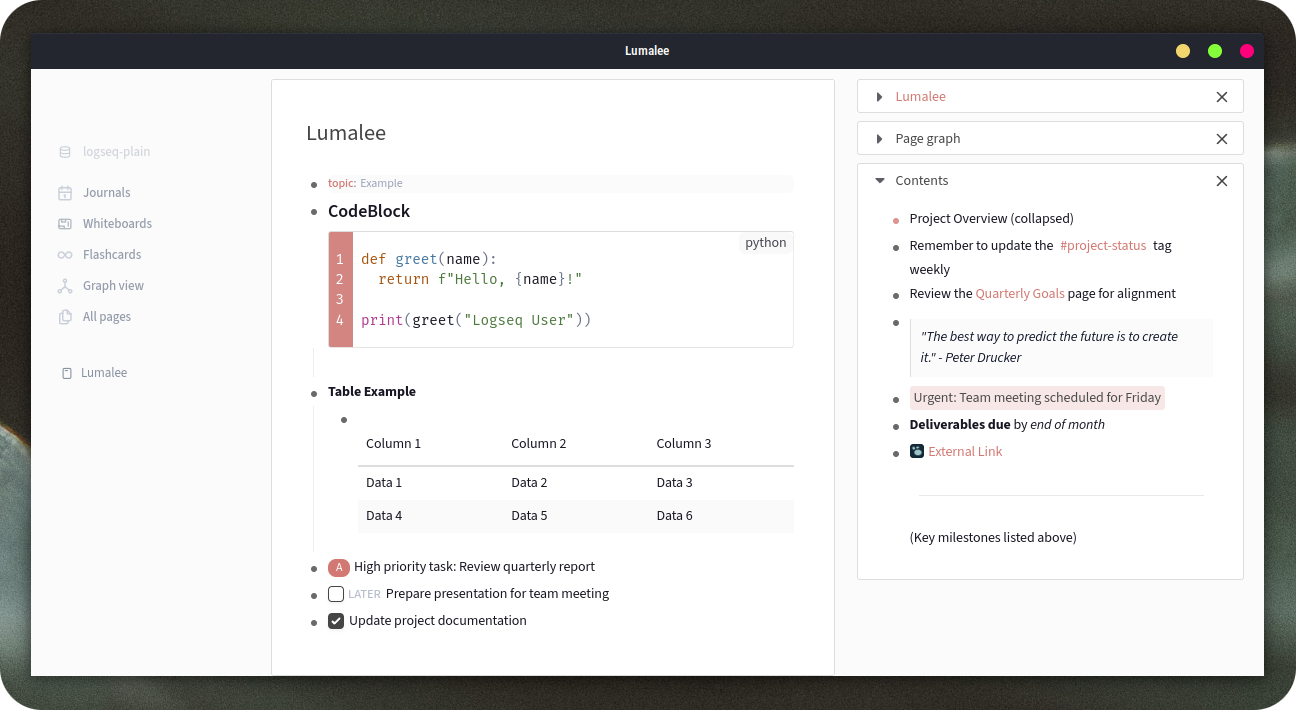 Lumalee
logseq-plain
Journals
Whiteboards
Flashcards
Graph view
All pages
Lumalee
Lumalee
topic: Example
CodeBlock
python
1 def greet(name):
2   return f"Hello, {name}!"
3
4 print(greet("Logseq User"))
Table Example
Column 1 Column 2 Column 3
Data 1 Data 2 Data 3
Data 4 Data 5 Data 6
A High priority task: Review quarterly report
LATER Prepare presentation for team meeting
Update project documentation
Lumalee
Page graph
Contents
Project Overview (collapsed)
Remember to update the #project-status tag
weekly
Review the Quarterly Goals page for alignment
"The best way to predict the future is to create
it." - Peter Drucker
Urgent: Team meeting scheduled for Friday
Deliverables due by end of month
External Link
(Key milestones listed above)